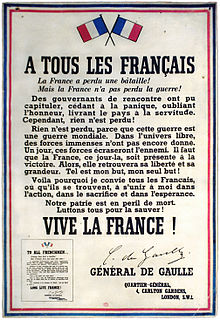 A TOUS LES FRANÇAIS
La France a perdu une bataille!
Mais la France n'a pas perdu la guerre!
Des gouvernants de rencontre ont pu
capituler, cédant à la panique, oubliant
l'honneur, livrant le pays à la servitude.
Cependant, rien n'est perdu!
Rien n'est perdu, parce que cette guerre est
une guerre mondiale. Dans l'univers libre,
des forces immenses n'ont pas encore donné.
Un jour, ces forces écraseront l'ennemi. Il faut
que la France, ce jour-là, soit présente à la
victoire. Alors, elle retrouvera sa liberté et sa
grandeur. Tel est mon but, mon seul but!
Voilà pourquoi je convie tous les Français,
où qu'ils se trouvent, à s'unir à moi dans
l'action, dans le sacrifice et dans l'espérance.
Notre patrie est en péril de mort.
Luttons tous pour la sauver!
VIVE LA FRANCE !
C. de Gaulle
GÉNÉRAL DE GAULLE
QUARTIER-GÉNÉRAL,
4, CARLTON GARDENS,
LONDON, S.W.1.
TO ALL FRENCHMEN
LONG LIVE FRANCE!